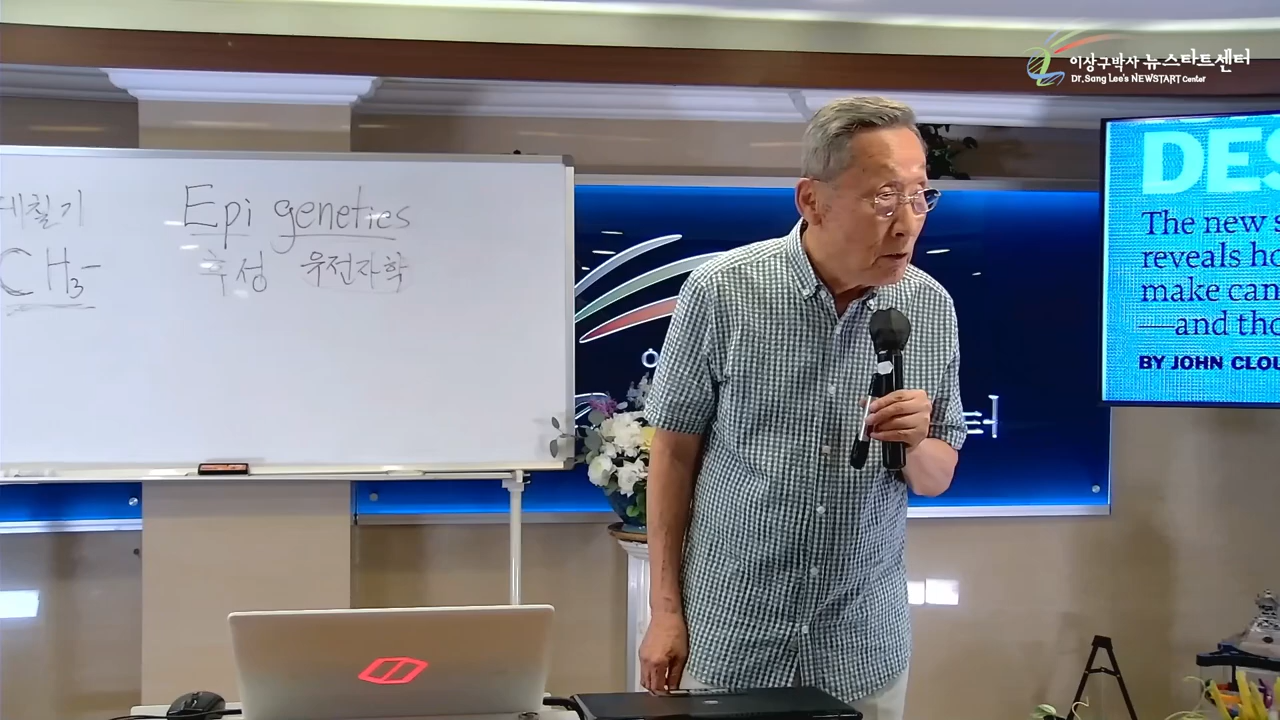 이상구박사 뉴스타트센터
Dr. Sang Lee's NEWSTART Center
메칠기
CH3-
Epi genetics
후성 유전자학
DES
The new s
reveals ho
make can
—and the
BY JOHN CLOU
터